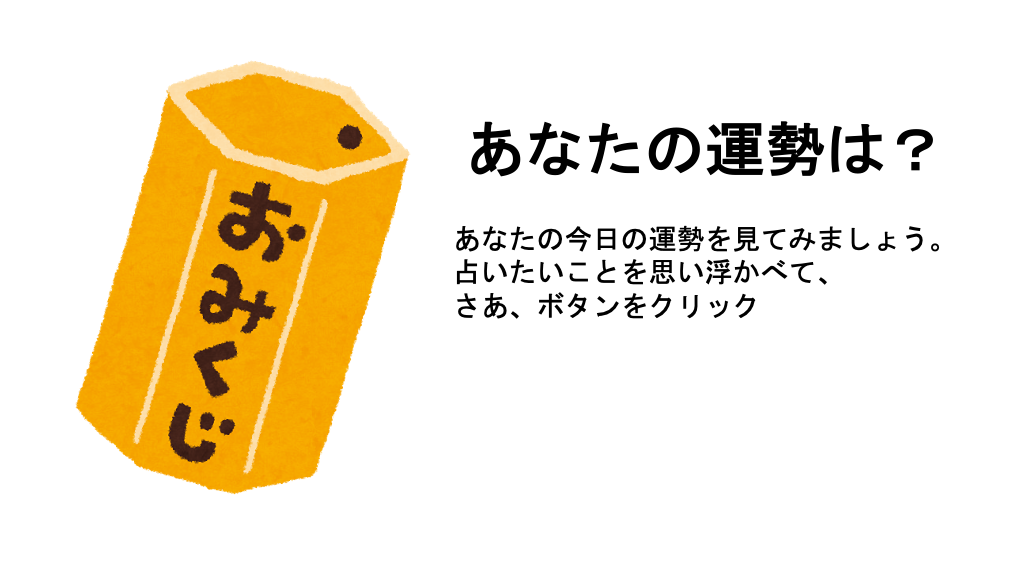 おみくじ
あなたの運勢は？
あなたの今日の運勢を見てみましょう。
占いたいことを思い浮かべて、
さあ、ボタンをクリック